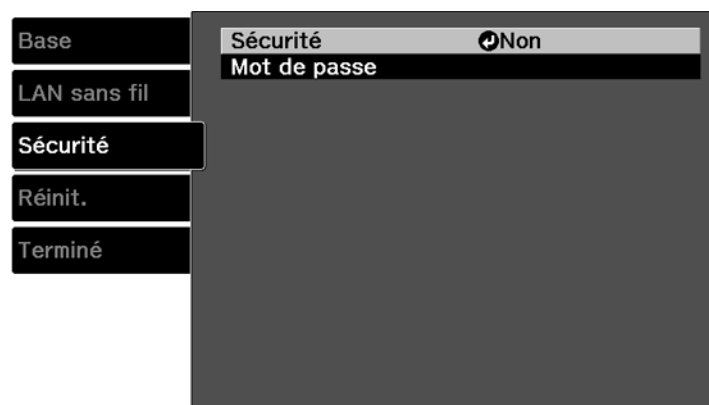 Base
LAN sans fil
Sécurité
Réinit.
Terminé
Sécurité Non
Mot de passe